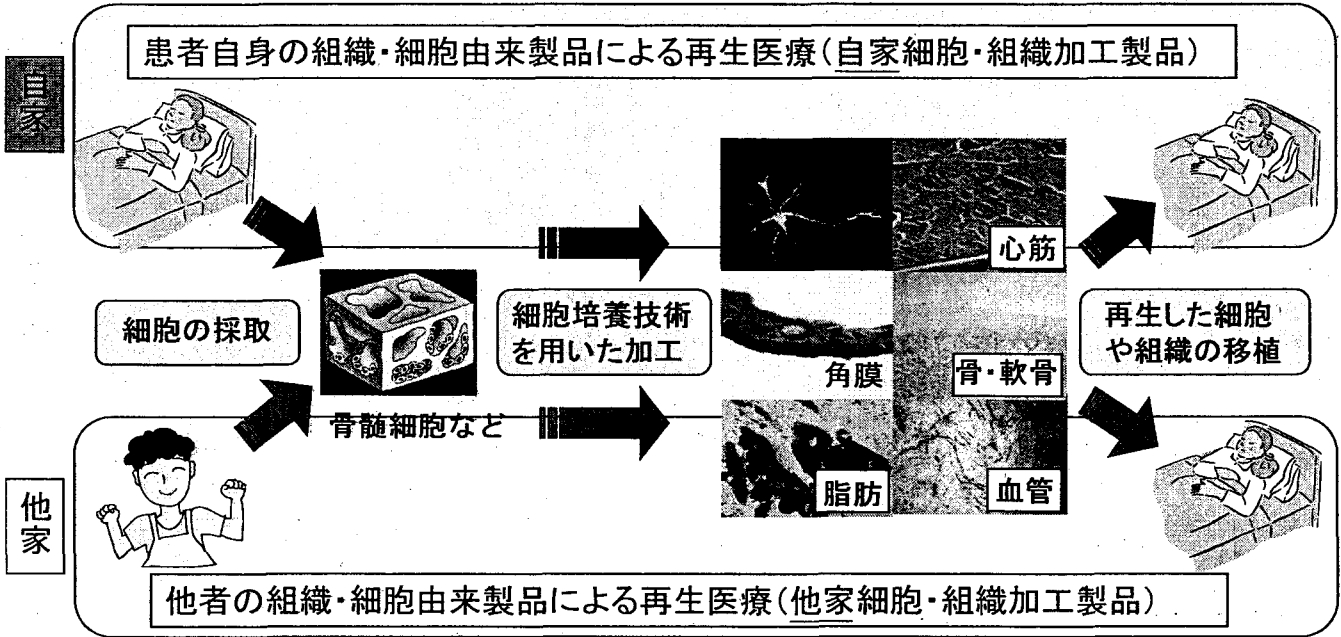 患者自身の組織・細胞由来製品による再生医療(自家細胞・組織加工製品)
自家
心筋
細胞の採取
細胞培養技術
を用いた加工
再生した細胞
や組織の移植
角膜
骨・軟骨
骨髄細胞など
脂肪
血管
他家
他者の組織・細胞由来製品による再生医療(他家細胞・組織加工製品)